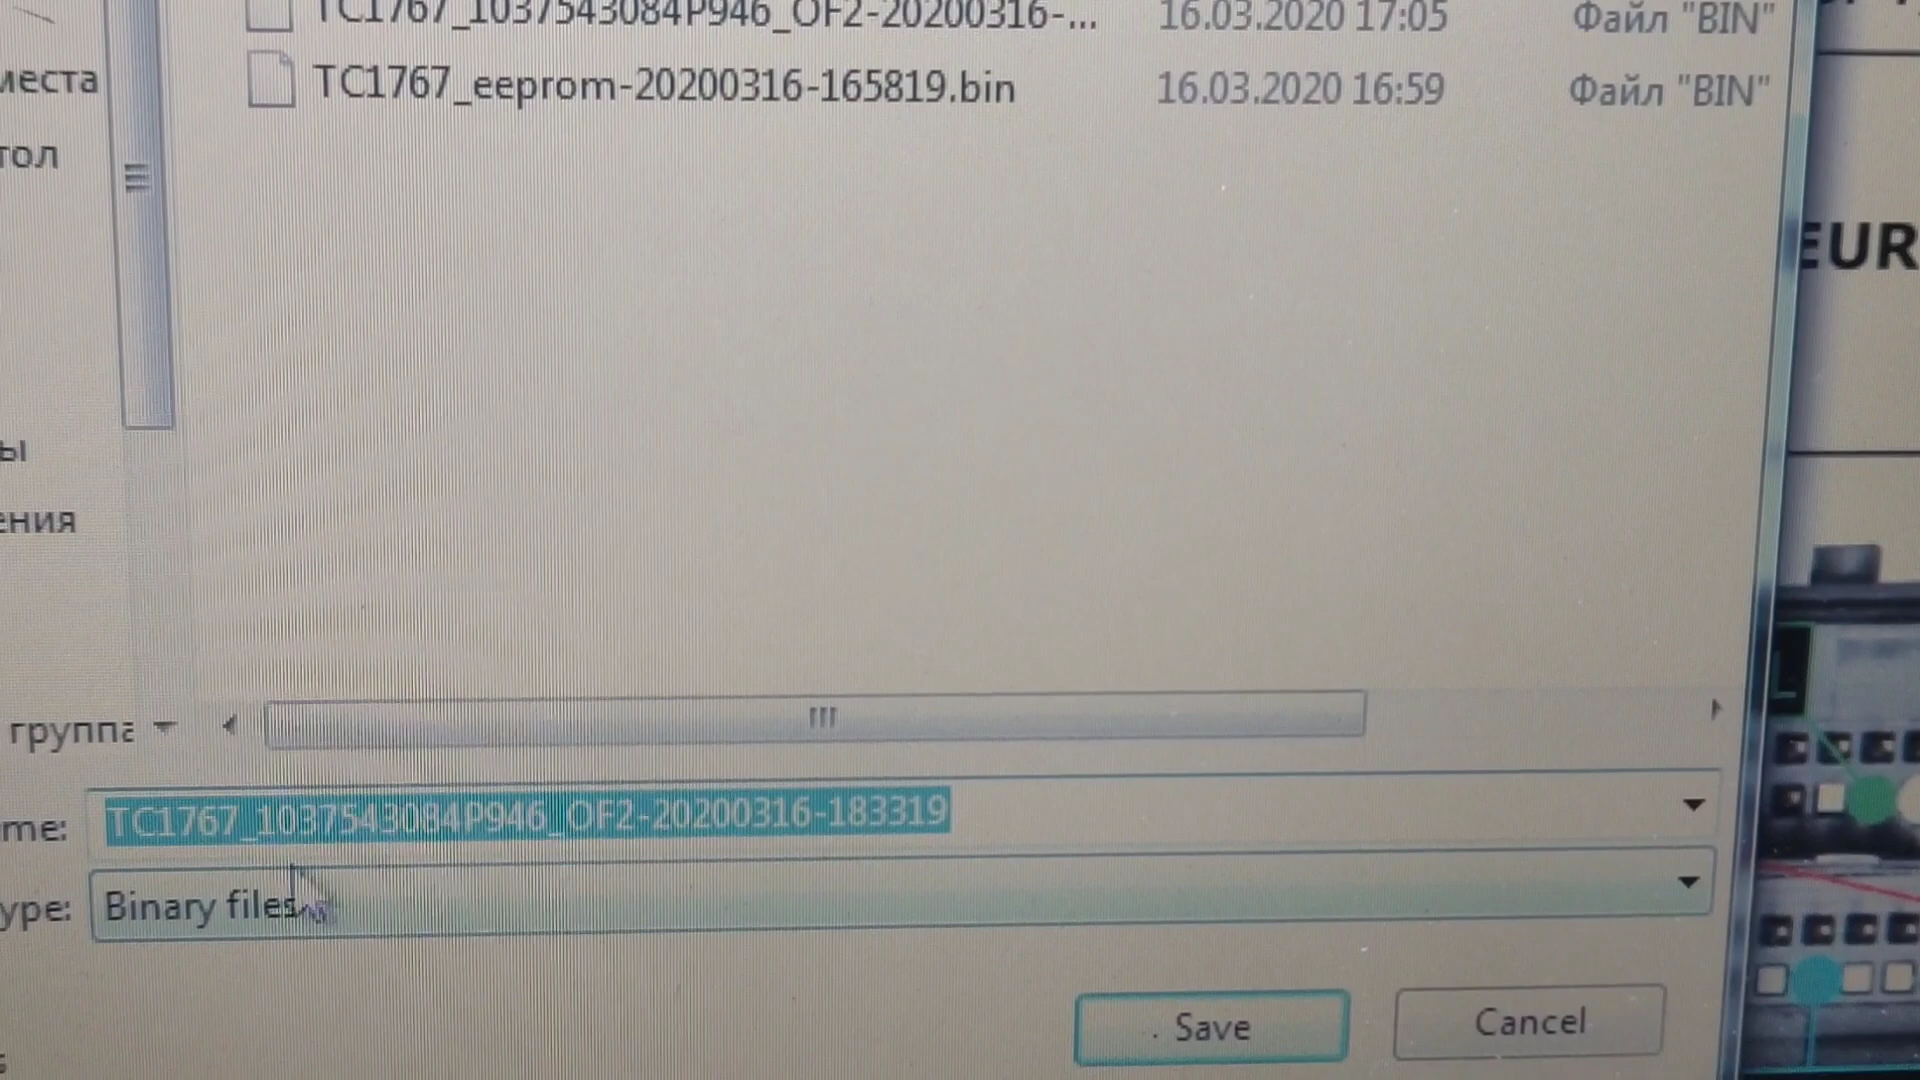 TC1767_1037543084P946_OF2-20200316-... 16.03.2020 17:05 Файл "BIN"
места TC1767_eeprom-20200316-165819.bin 16.03.2020 16:59 Файл "BIN"
тол
EUR
ы
ения
группа
me: TC1767_1037543084P946_OF2-20200316-183319
ype: Binary files
Save Cancel